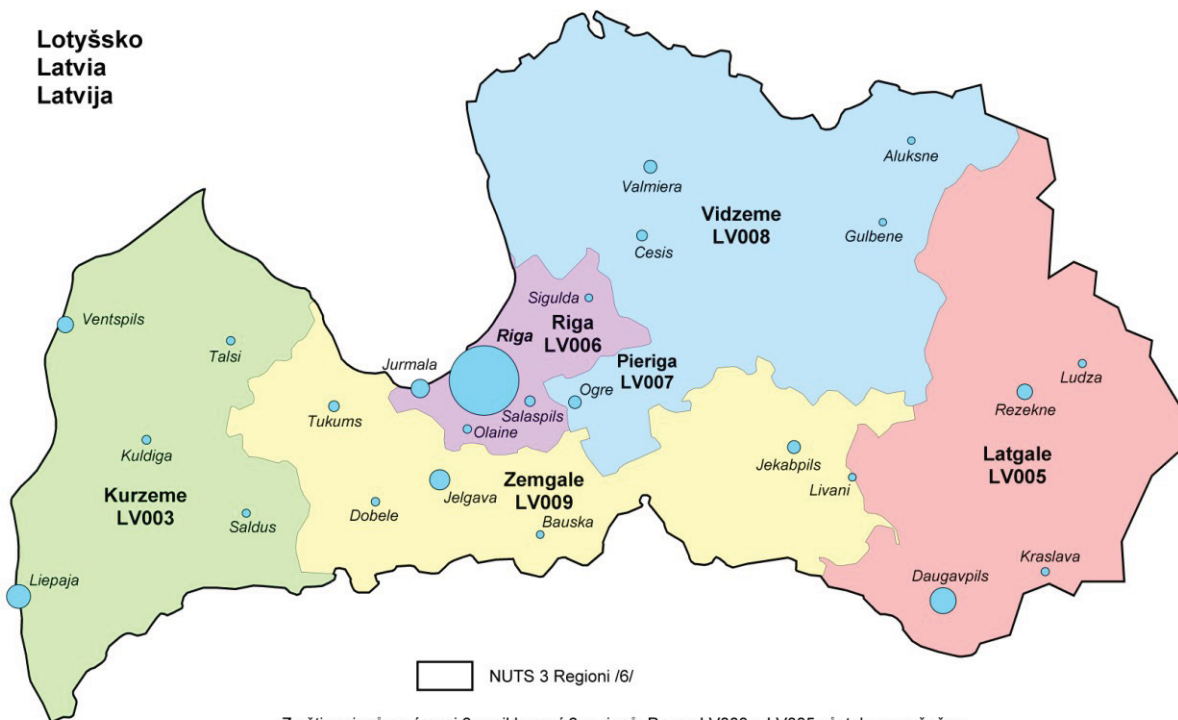 Lotyšsko
Latvia
Latvija
Aluksne
Valmiera
Vidzeme
LV008
Gulbene
Cesis
Sigulda
Ventspils
Riga
Riga
LV006
Talsi
Jurmala
Pieriga
LV007
Ludza
Ogre
Rezekne
Tukums
Salaspils
Olaine
Kuldiga
Jekabpils
Latgale
LV005
Kurzeme
LV003
Zemgale
LV009
Jelgava
Livani
Saldus
Dobele
Bauska
Liepaja
Daugavpils
Kraslava
NUTS 3 Regioni /6/